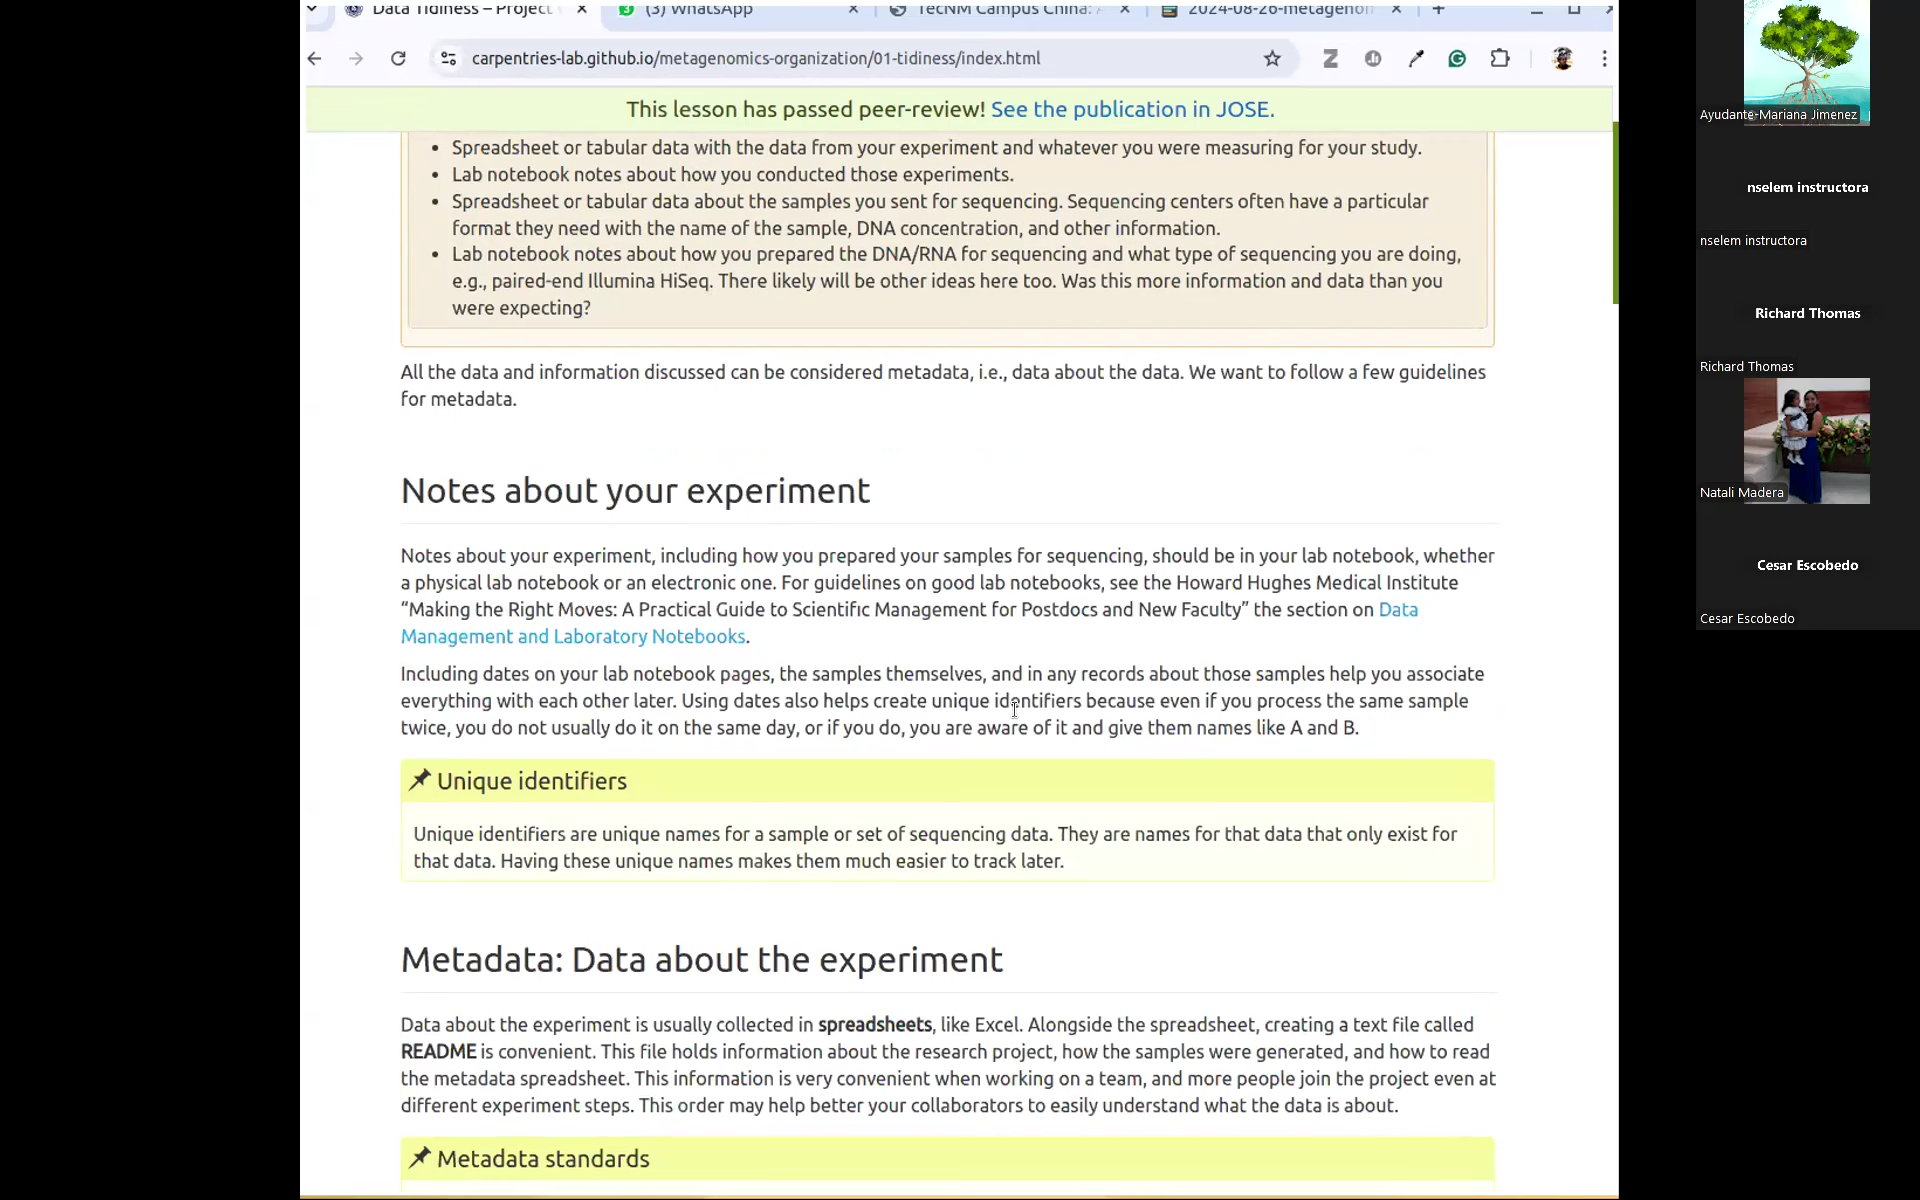 Data Tidiness – Project
(3) WhatsApp
TecNM Campus China:
2024-08-26-metagenom
carpentries-lab.github.io/metagenomics-organization/01-tidiness/index.html
This lesson has passed peer-review! See the publication in JOSE.
Spreadsheet or tabular data with the data from your experiment and whatever you were measuring for your study.
Lab notebook notes about how you conducted those experiments.
Spreadsheet or tabular data about the samples you sent for sequencing. Sequencing centers often have a particular
format they need with the name of the sample, DNA concentration, and other information.
Lab notebook notes about how you prepared the DNA/RNA for sequencing and what type of sequencing you are doing,
e.g., paired-end Illumina HiSeq. There likely will be other ideas here too. Was this more information and data than you
were expecting?
All the data and information discussed can be considered metadata, i.e., data about the data. We want to follow a few guidelines
for metadata.
Notes about your experiment
Notes about your experiment, including how you prepared your samples for sequencing, should be in your lab notebook, whether
a physical lab notebook or an electronic one. For guidelines on good lab notebooks, see the Howard Hughes Medical Institute
“Making the Right Moves: A Practical Guide to Scientific Management for Postdocs and New Faculty” the section on Data
Management and Laboratory Notebooks.
Including dates on your lab notebook pages, the samples themselves, and in any records about those samples help you associate
everything with each other later. Using dates also helps create unique identifiers because even if you process the same sample
twice, you do not usually do it on the same day, or if you do, you are aware of it and give them names like A and B.
Unique identifiers
Unique identifiers are unique names for a sample or set of sequencing data. They are names for that data that only exist for
that data. Having these unique names makes them much easier to track later.
Metadata: Data about the experiment
Data about the experiment is usually collected in spreadsheets, like Excel. Alongside the spreadsheet, creating a text file called
README is convenient. This file holds information about the research project, how the samples were generated, and how to read
the metadata spreadsheet. This information is very convenient when working on a team, and more people join the project even at
different experiment steps. This order may help better your collaborators to easily understand what the data is about.
Metadata standards
Ayudante-Mariana Jimenez
nselem instructora
nselem instructora
Richard Thomas
Richard Thomas
Natali Madera
Cesar Escobedo
Cesar Escobedo